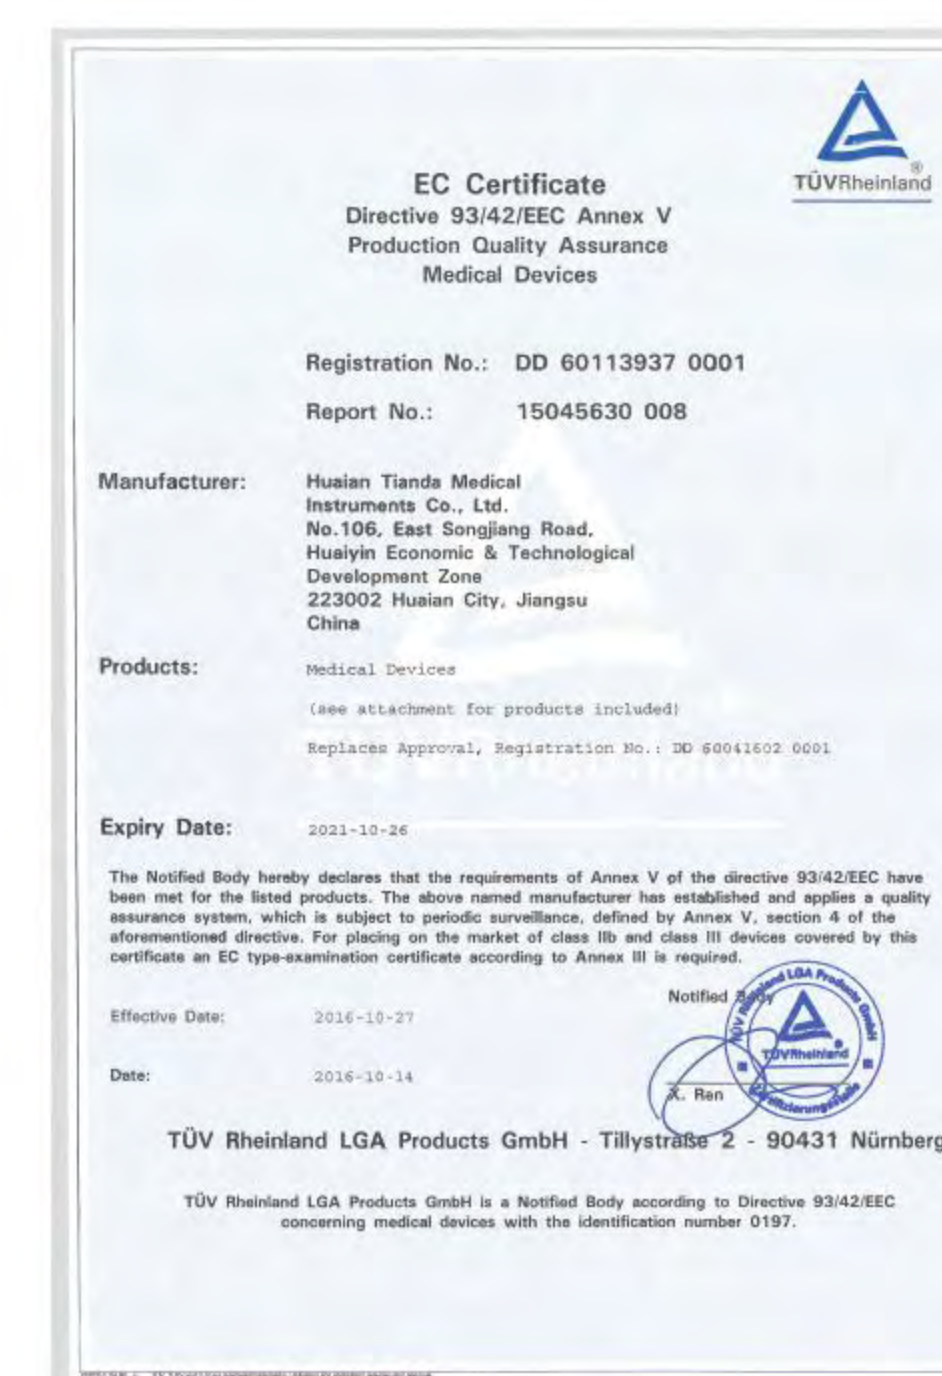 TÜVRheinland®
EC Certificate
Directive 93/42/EEC Annex V
Production Quality Assurance
Medical Devices
Registration No.: DD 60113937 0001
Report No.: 15045630 008
Manufacturer: Huaian Tianda Medical
Instruments Co., Ltd.
No.106, East Songjiang Road,
Huaiyin Economic & Technological
Development Zone
223002 Huaian City, Jiangsu
China
Products: Medical Devices
(see attachment for products included)
Replaces Approval, Registration No.: DD 60041602 0001
Expiry Date: 2021-10-26
The Notified Body hereby declares that the requirements of Annex V of the directive 93/42/EEC have
been met for the listed products. The above named manufacturer has established and applies a quality
assurance system, which is subject to periodic surveillance, defined by Annex V, section 4 of the
aforementioned directive. For placing on the market of class IIb and class III devices covered by this
certificate an EC type-examination certificate according to Annex III is required.
Notified Body
Effective Date: 2016-10-27
Date: 2016-10-14
TÜV Rheinland LGA Products GmbH
TÜVRheinland®
Zertifizierungsstelle
X. Ren
TÜV Rheinland LGA Products GmbH - Tillystraße 2 - 90431 Nürnberg
TÜV Rheinland LGA Products GmbH is a Notified Body according to Directive 93/42/EEC
concerning medical devices with the identification number 0197.